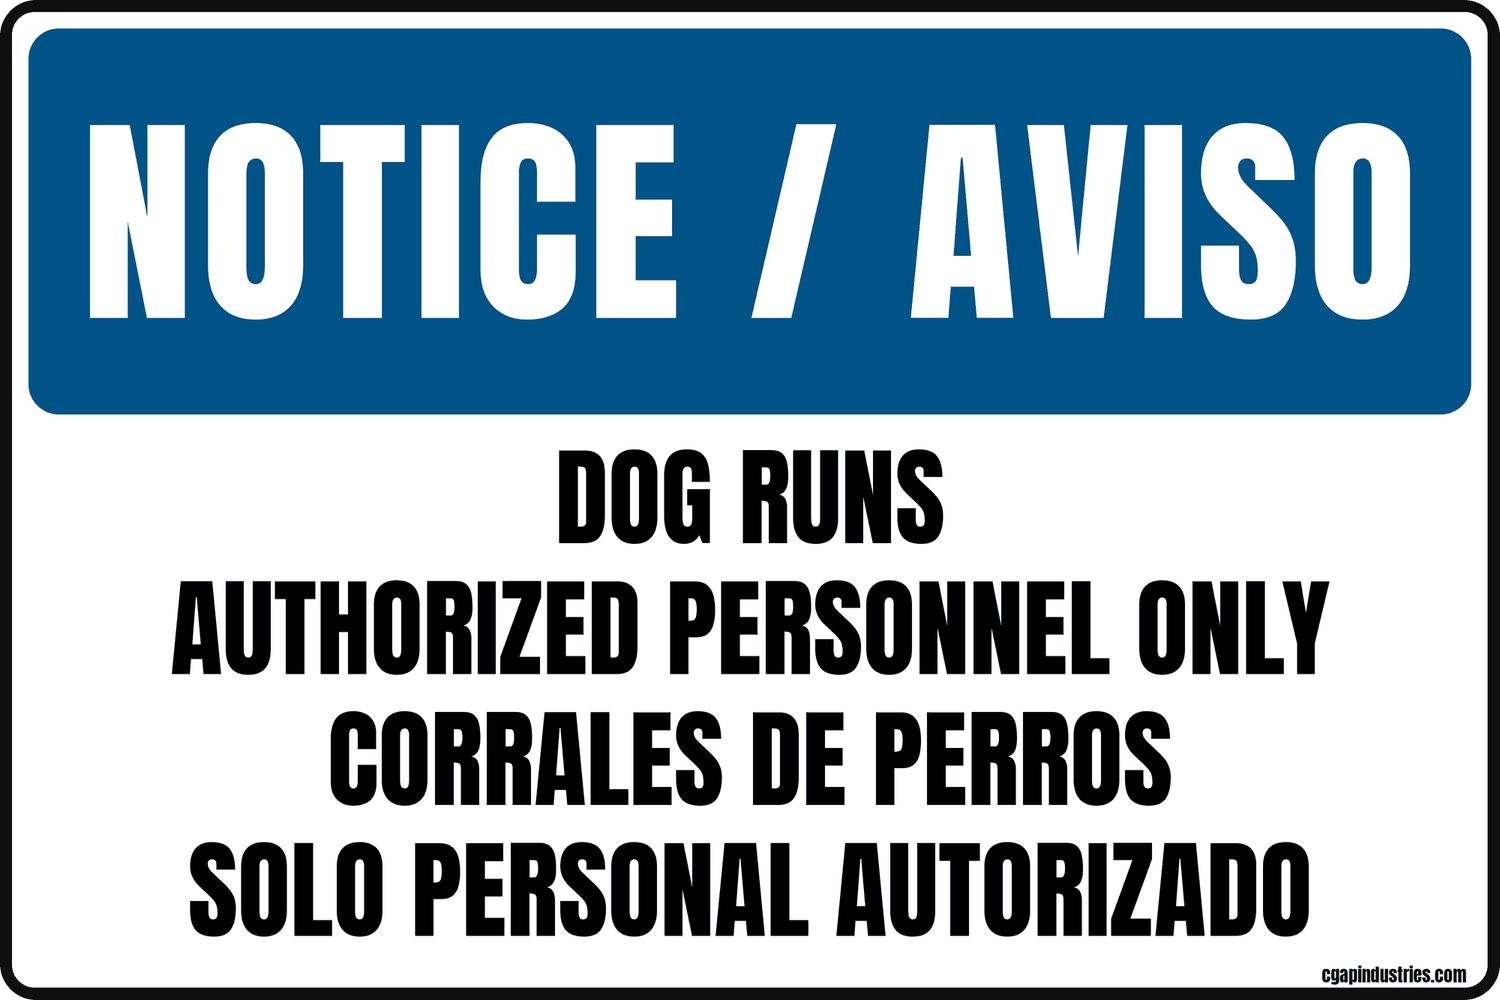 NOTICE / AVISO
DOG RUNS
AUTHORIZED PERSONNEL ONLY
CORRALES DE PERROS
SOLO PERSONAL AUTORIZADO
cgapindustries.com